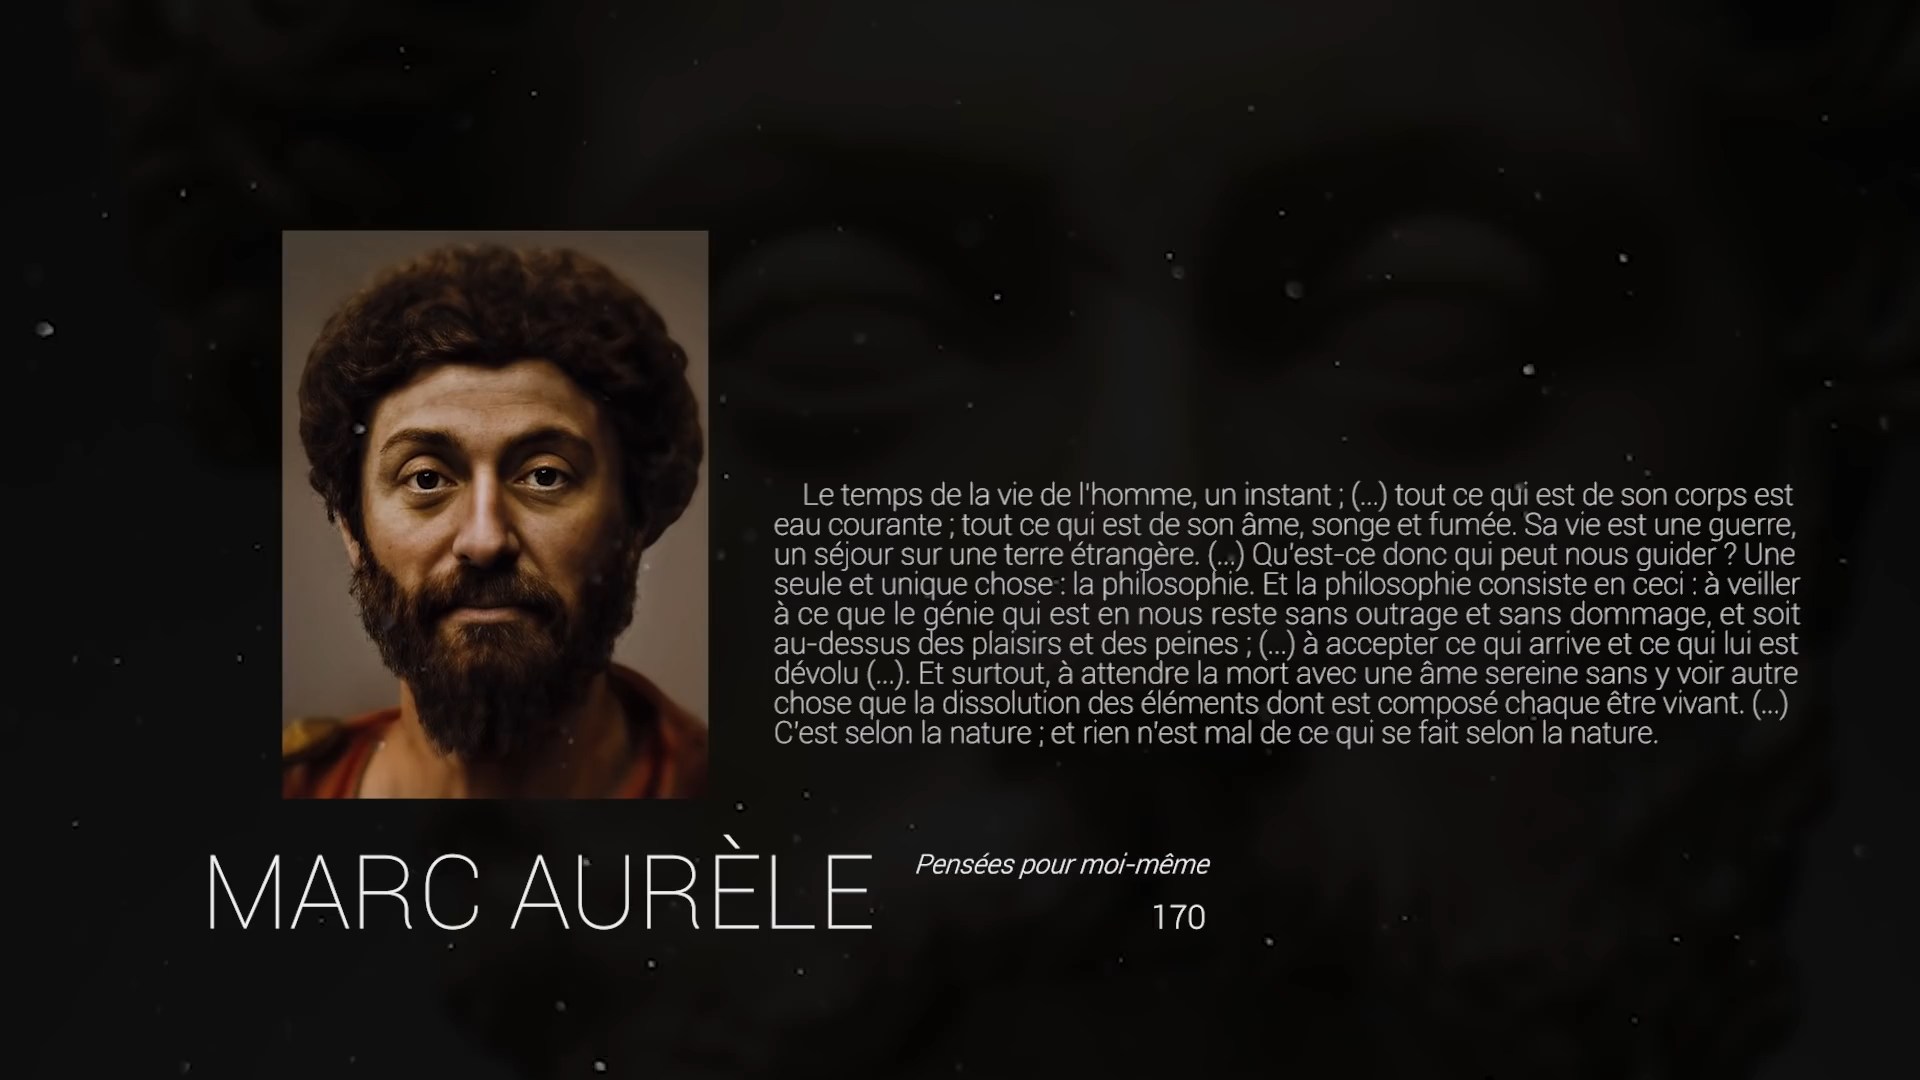 Le temps de la vie de l'homme, un instant ; (...) tout ce qui est de son corps est
eau courante ; tout ce qui est de son âme, songe et fumée. Sa vie est une guerre,
un séjour sur une terre étrangère. (...) Qu'est-ce donc qui peut nous guider ? Une
seule et unique chose : la philosophie. Et la philosophie consiste en ceci : à veiller
à ce que le génie qui est en nous reste sans outrage et sans dommage, et soit
au-dessus des plaisirs et des peines ; (...) à accepter ce qui arrive et ce qui lui est
dévolu (...). Et surtout, à attendre la mort avec une âme sereine sans y voir autre
chose que la dissolution des éléments dont est composé chaque être vivant. (...)
C'est selon la nature ; et rien n'est mal de ce qui se fait selon la nature.
MARC AURÈLE
Pensées pour moi-même
170